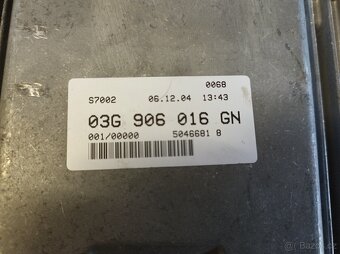 0068
S7002 06.12.04 13:43
03G 906 016 GN
001/00000 5046681 8